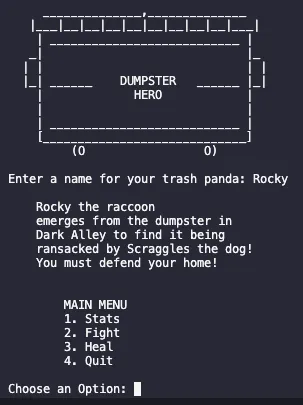 DUMPSTER
HERO
Enter a name for your trash panda: Rocky
Rocky the raccoon
emerges from the dumpster in
Dark Alley to find it being
ransacked by Scraggles the dog!
You must defend your home!
MAIN MENU
1. Stats
2. Fight
3. Heal
4. Quit
Choose an Option: